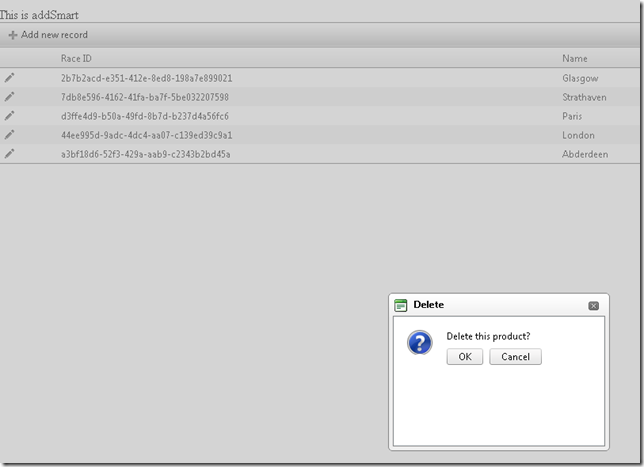 This is addSmart
Add new record
Race ID Name
2b7b2acd-e351-412e-8ed8-198a7e899021 Glasgow
7db8e596-4162-41fa-ba7f-5be032207598 Strathaven
d3ffe4d9-b50a-49fd-8b7d-b237d4a56fc6 Paris
44ee995d-9adc-4dc4-aa07-c139ed39c9a1 London
a3bf18d6-52f3-429a-aab9-c2343b2bd45a Abderdeen
Delete
Delete this product?
OK Cancel